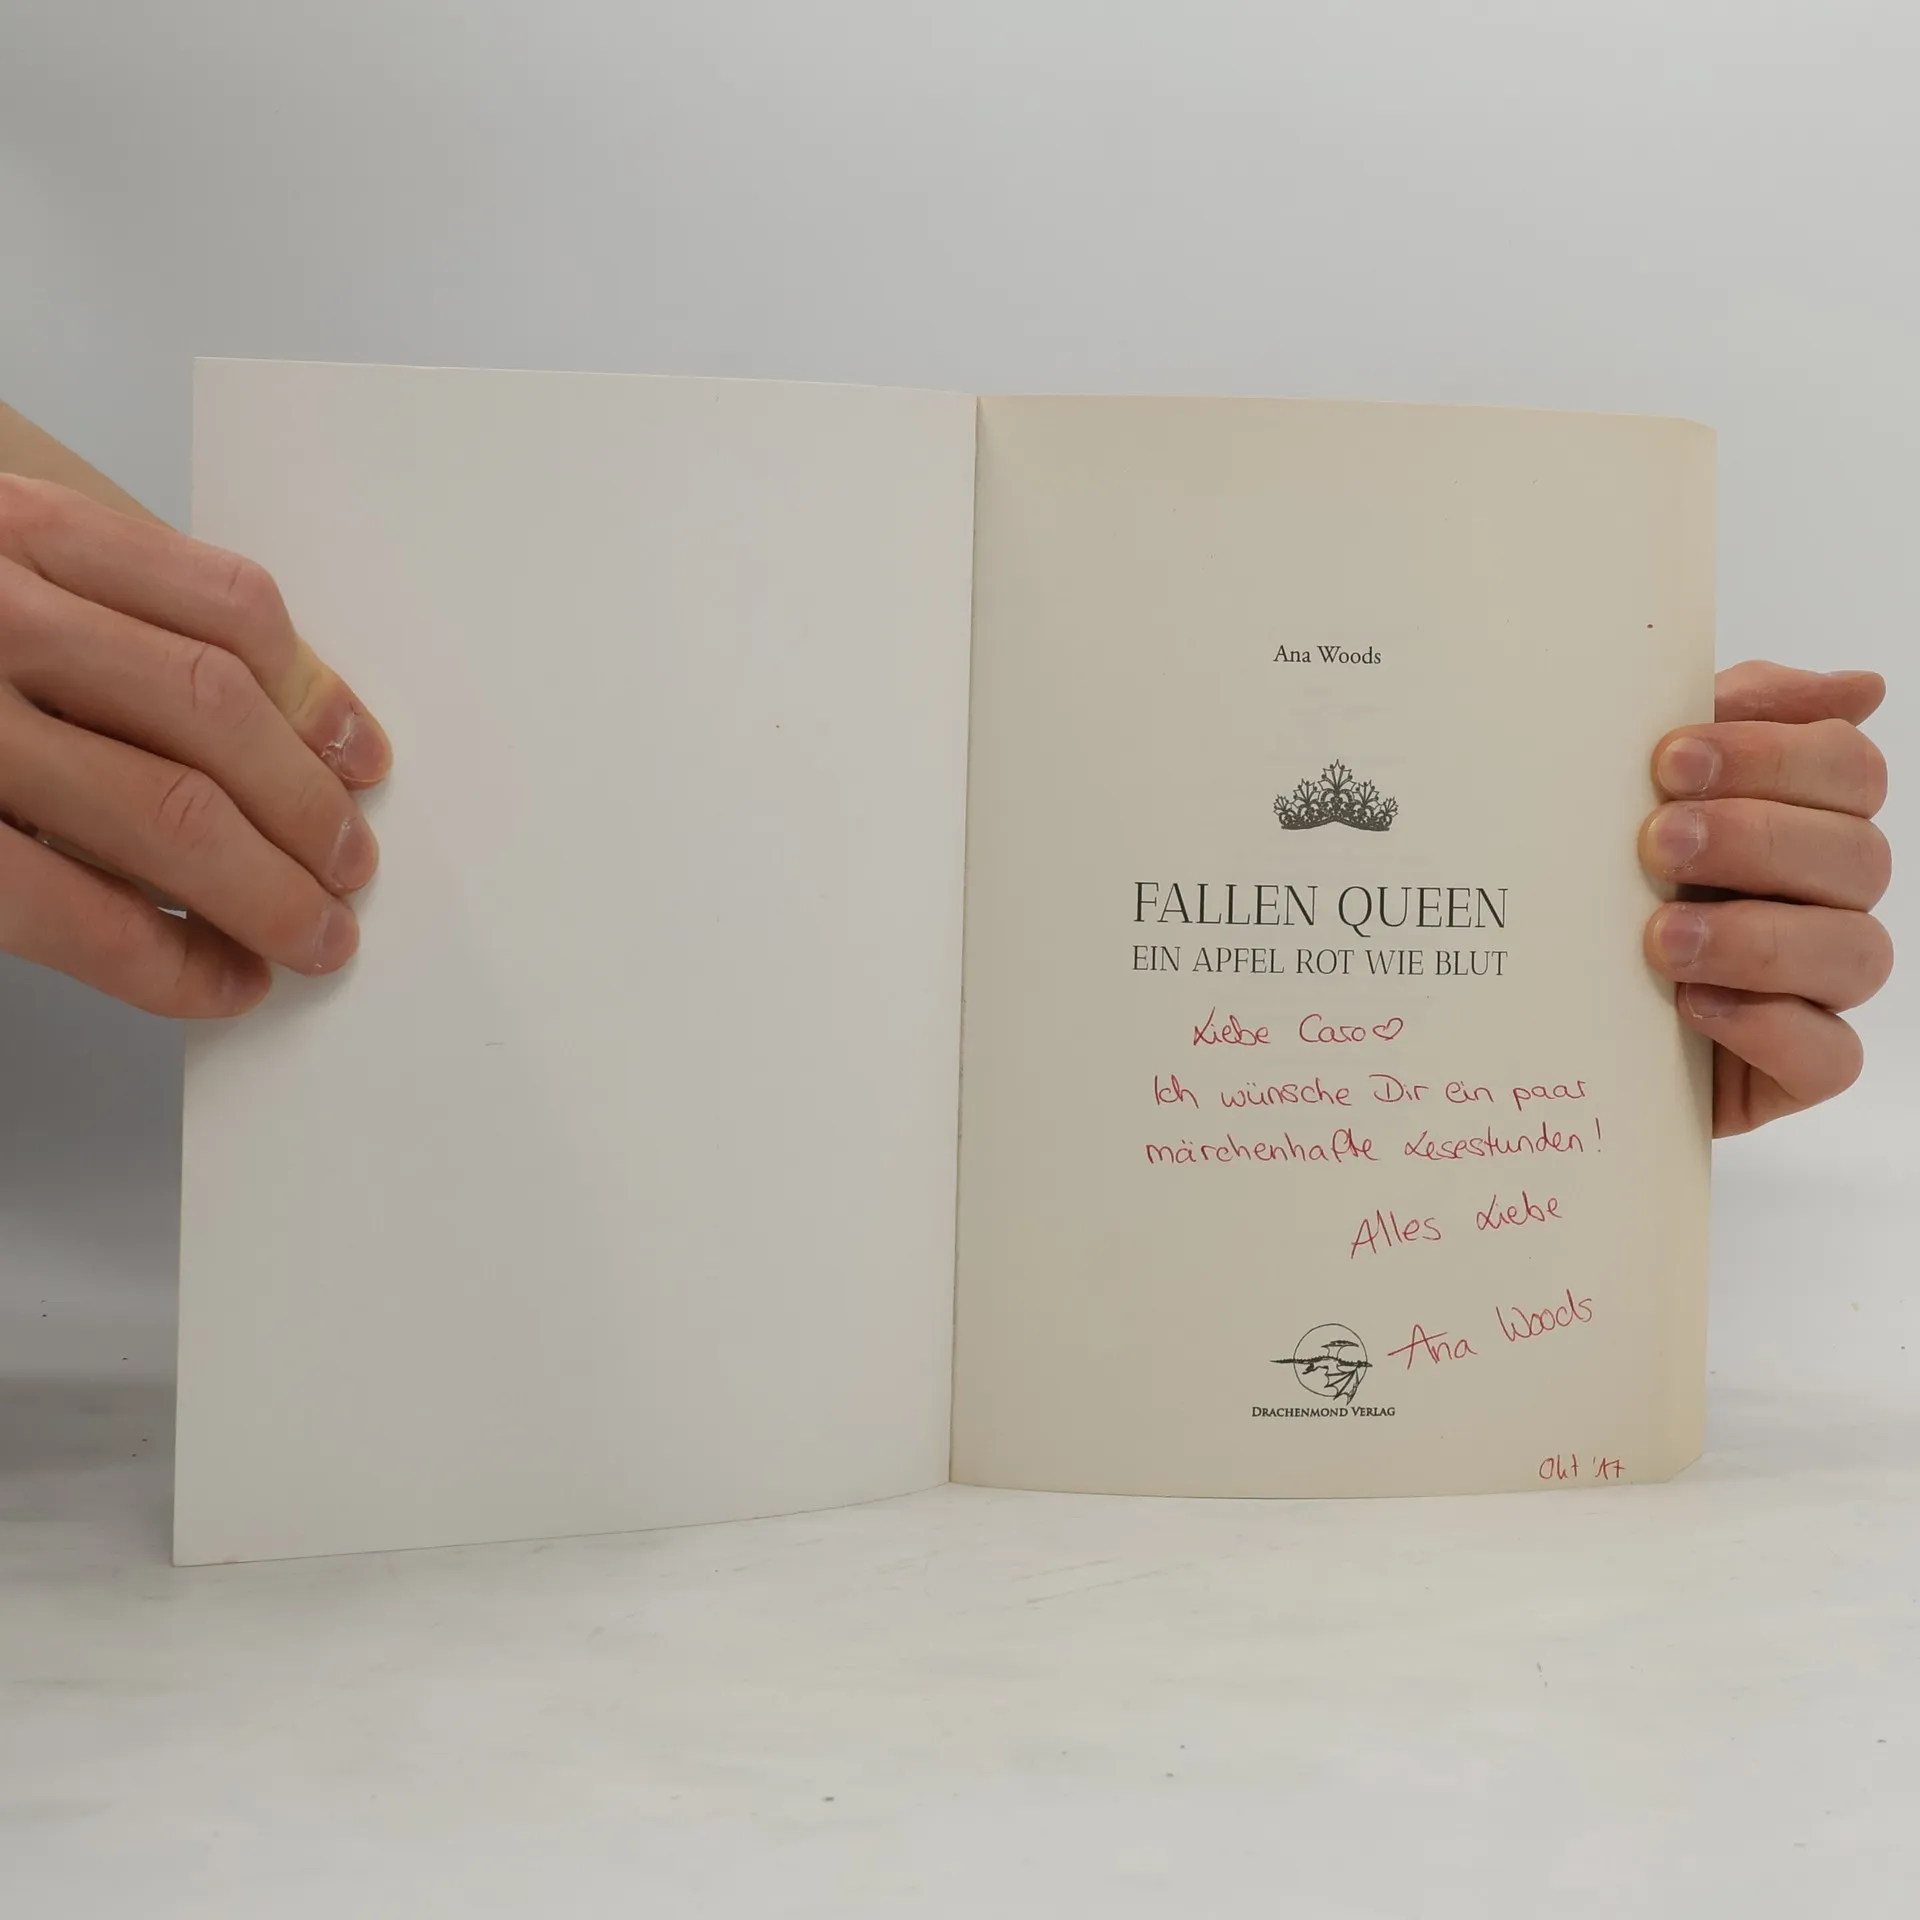 Ana Woods
FALLEN QUEEN
EIN APFEL ROT WIE BLUT
Liebe Caro♡
Ich wünsche Dir ein paar
märchenhafte Lesestunden!
Alles Liebe
Ana Woods
DRACHENMOND VERLAG
Okt '17